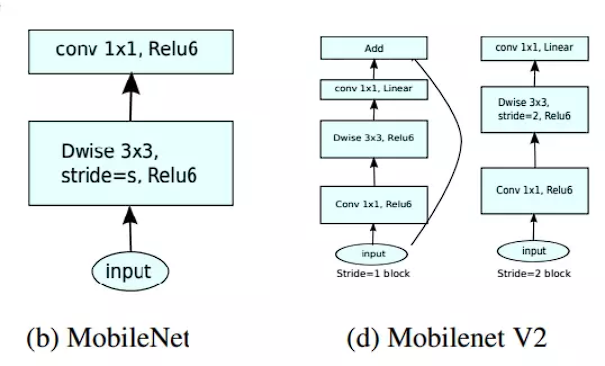 conv 1x1, Relu6
Dwise 3x3,
stride=s, Relu6
input
(b) MobileNet
Add
conv 1x1, Linear
Dwise 3x3, Relu6
Conv 1x1, Relu6
input
Stride=1 block
conv 1x1, Linear
Dwise 3x3,
stride=2, Relu6
Conv 1x1, Relu6
input
Stride=2 block
(d) Mobilenet V2